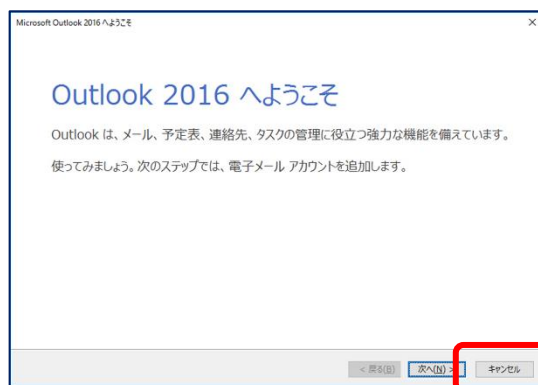 Microsoft Outlook 2016 へようこそ
Outlook 2016 へようこそ
Outlook は、メール、予定表、連絡先、タスクの管理に役立つ強力な機能を備えています。
使ってみましょう。次のステップでは、電子メール アカウントを追加します。
< 戻る(B) 次へ(N) > キャンセル